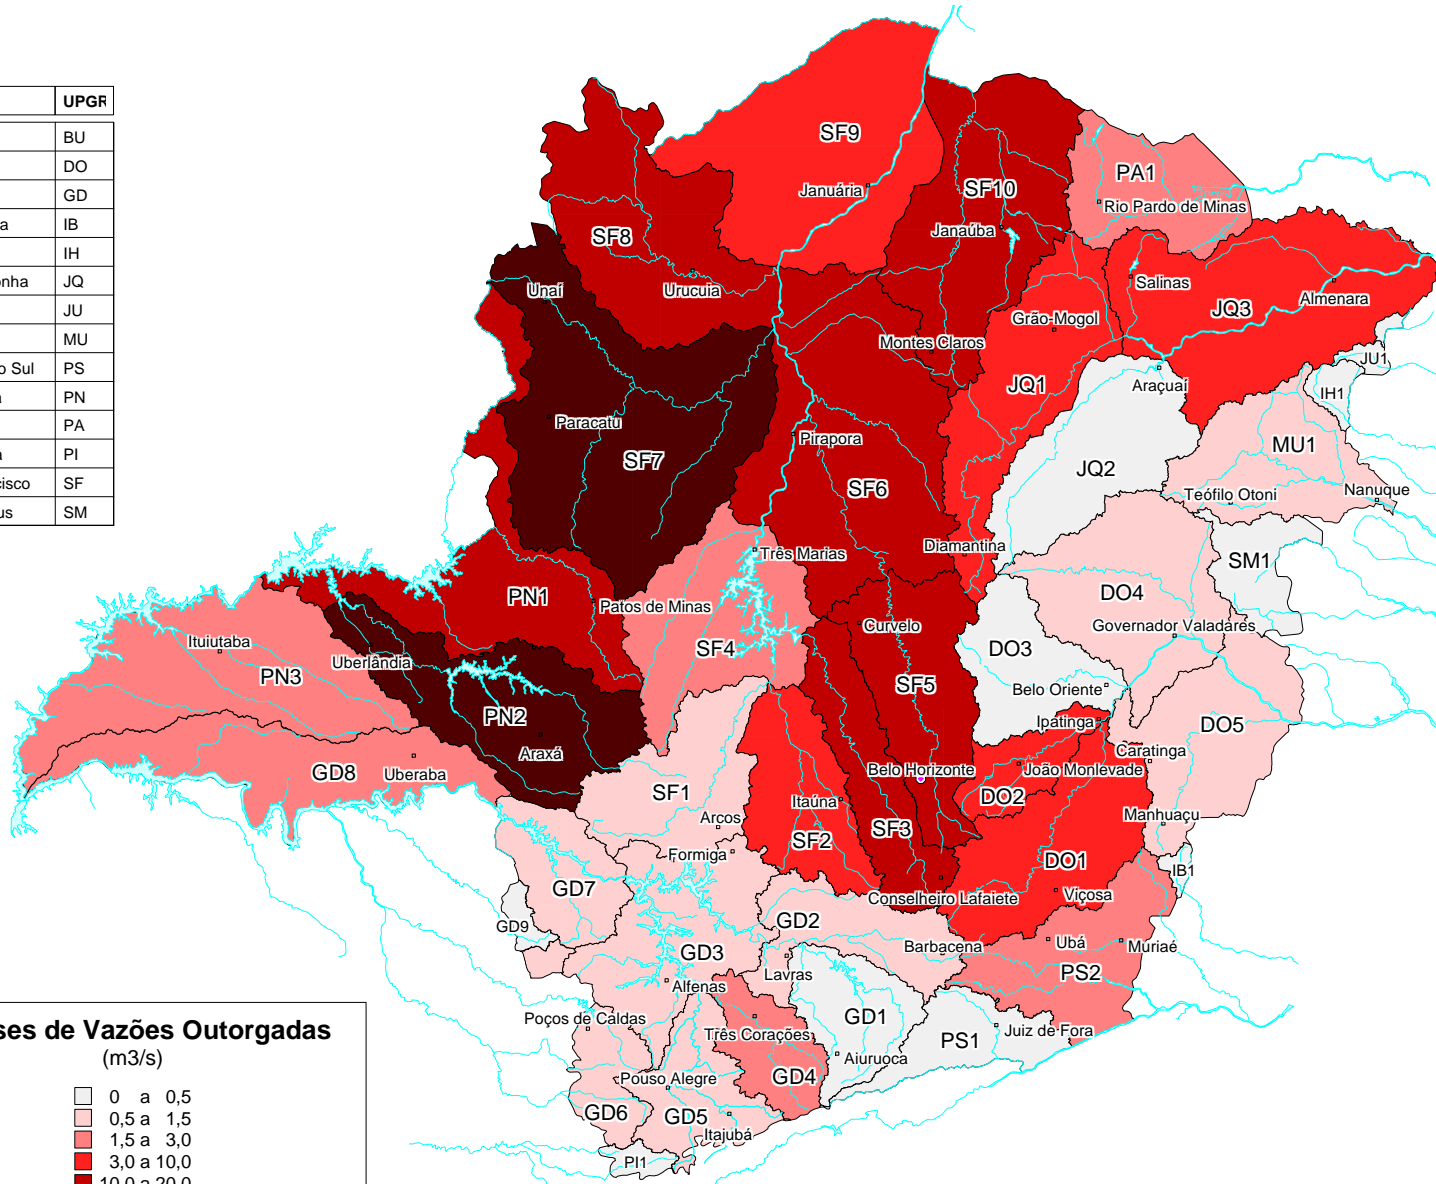 UPGR
BU
DO
GD
a IB
IH
onha JQ
JU
MU
o Sul PS
a PN
PA
a PI
cisco SF
us SM
SF9
Januária
SF10
Janaúba
PA1
Rio Pardo de Minas
SF8
Urucuia
Unaí
Salinas
Almenara
JQ3
Grão-Mogol
Montes Claros
JQ1
Araçuaí
JU1
IH1
Paracatu
Pirapora
SF7
SF6
JQ2
MU1
Teófilo Otoni
Nanuque
Diamantina
Três Marias
SM1
PN1
Patos de Minas
DO4
Governador Valadares
Curvelo
Ituiutaba
PN3
Uberlândia
SF4
DO3
SF5
Belo Oriente
PN2
Araxá
Ipatinga
DO5
Caratinga
GD8
Uberaba
Belo Horizonte
João Monlevade
SF1
Itaúna
DO2
Arcos
Manhuaçu
SF2
SF3
Formiga
DO1
IB1
GD7
Viçosa
Conselheiro Lafaiete
GD9
GD2
Barbacena
Ubá
Muriaé
GD3
Lavras
PS2
Alfenas
Poços de Caldas
GD1
Três Corações
PS1
Juiz de Fora
Aiuruoca
Pouso Alegre
GD4
GD6
GD5
Itajubá
PI1
ses de Vazões Outorgadas
(m3/s)
0 a 0,5
0,5 a 1,5
1,5 a 3,0
3,0 a 10,0
10,0 a 20,0